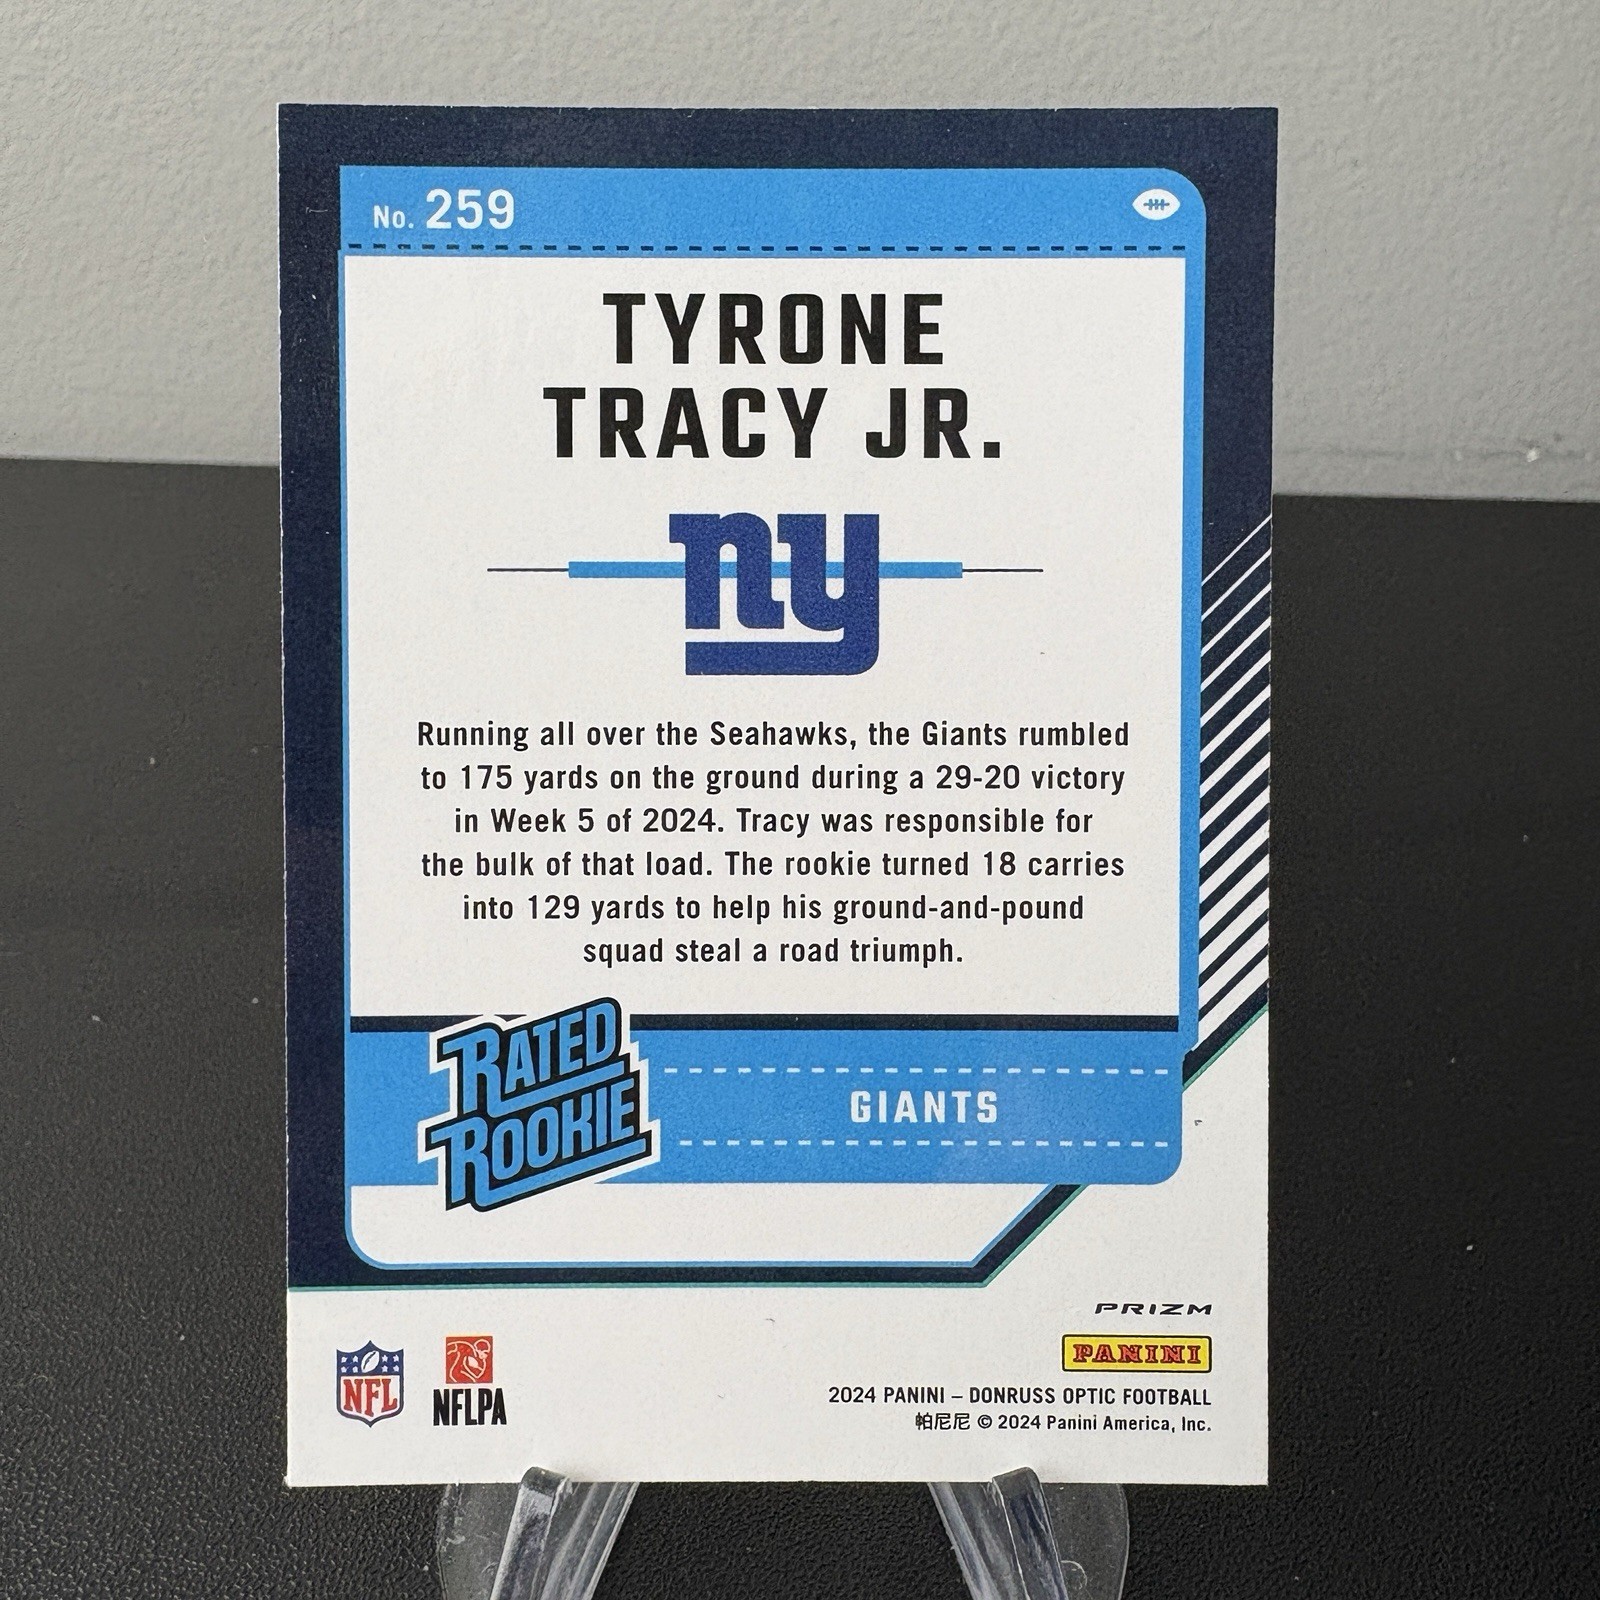 No. 259
TYRONE
TRACY JR.
ny
Running all over the Seahawks, the Giants rumbled
to 175 yards on the ground during a 29-20 victory
in Week 5 of 2024. Tracy was responsible for
the bulk of that load. The rookie turned 18 carries
into 129 yards to help his ground-and-pound
squad steal a road triumph.
RATED
ROOKIE
GIANTS
PRIZM
NFL
NFLPA
PANINI
2024 PANINI – DONRUSS OPTIC FOOTBALL
帕尼尼 © 2024 Panini America, Inc.